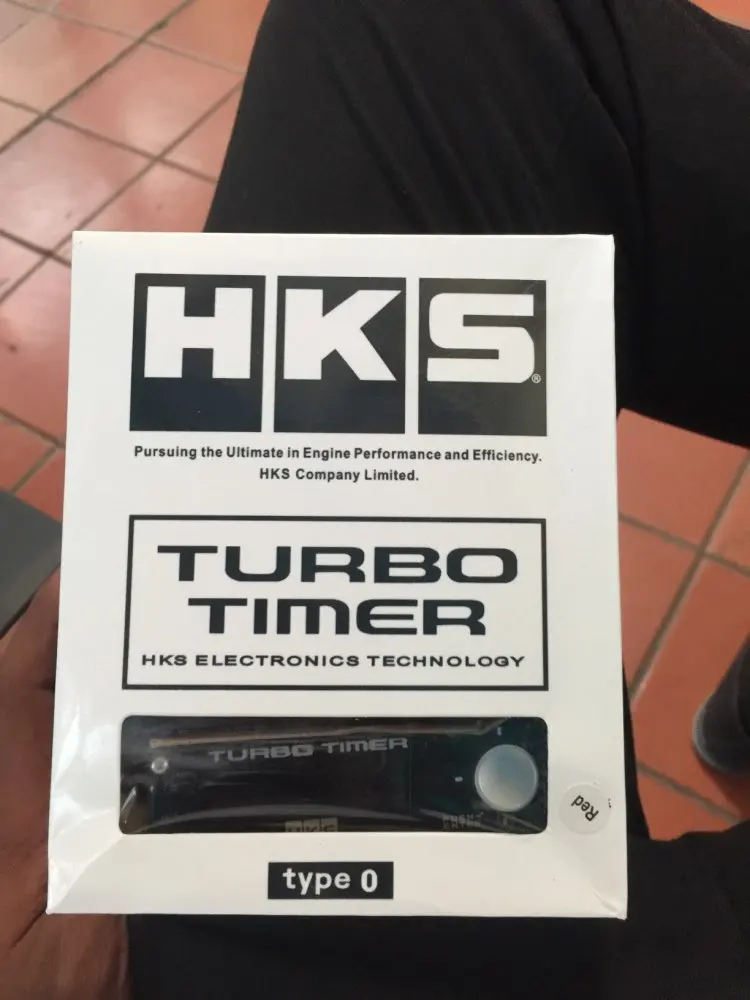 HKS®
Pursuing the Ultimate in Engine Performance and Efficiency.
HKS Company Limited.
TURBO
TIMER
HKS ELECTRONICS TECHNOLOGY
TURBO TIMER
HKS
Red
type 0